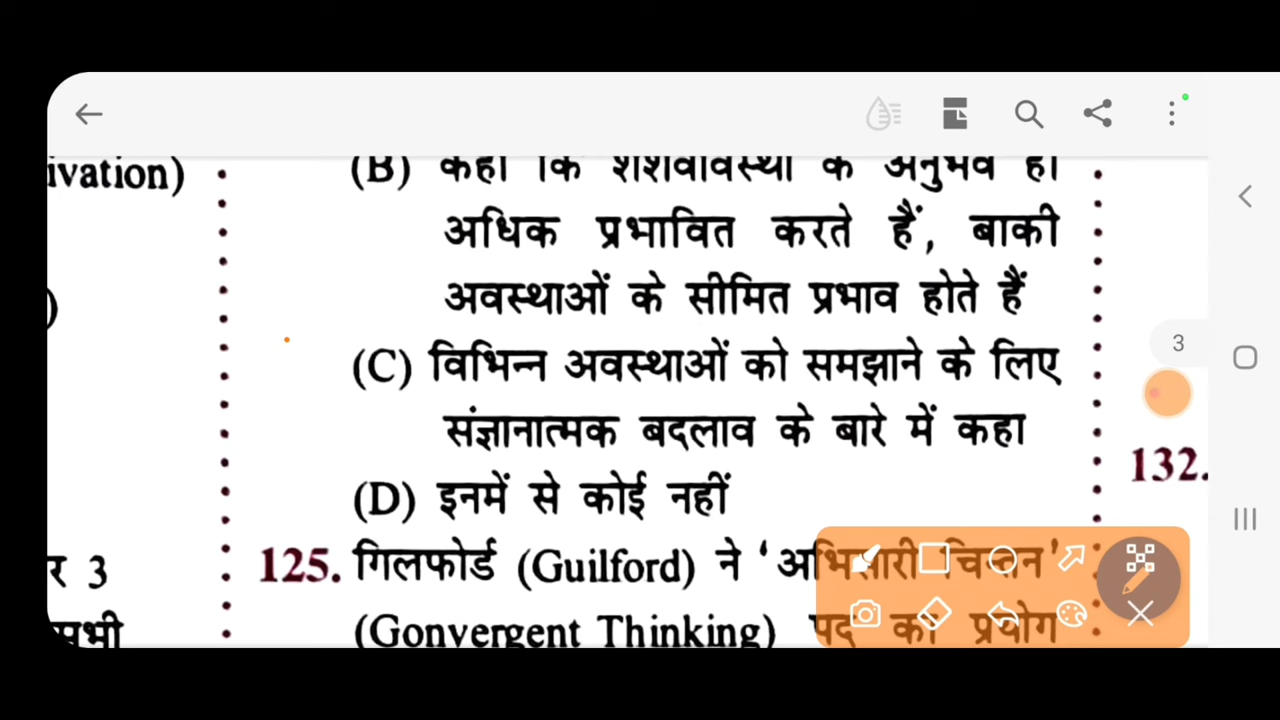 ivation)
)
र 3
सभी
(B) कहा कि शैशवावस्था के अनुभव ही
अधिक प्रभावित करते हैं, बाकी
अवस्थाओं के सीमित प्रभाव होते हैं
(C) विभिन्न अवस्थाओं को समझाने के लिए
संज्ञानात्मक बदलाव के बारे में कहा
(D) इनमें से कोई नहीं
125. गिलफोर्ड (Guilford) ने ‘अभिसारी चिन्तन’
(Gonvergent Thinking) पद का प्रयोग
3
132.